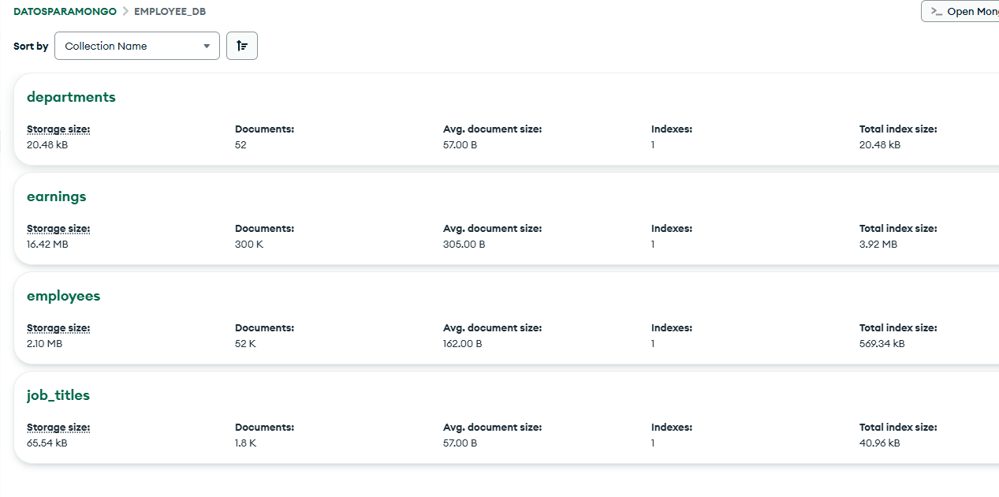 DATOSPARAMONGO > EMPLOYEE_DB
>_ Open Mong
Sort by Collection Name
departments
Storage size: Documents: Avg. document size: Indexes: Total index size:
20.48 kB 52 57.00 B 1 20.48 kB
earnings
Storage size: Documents: Avg. document size: Indexes: Total index size:
16.42 MB 300 K 305.00 B 1 3.92 MB
employees
Storage size: Documents: Avg. document size: Indexes: Total index size:
2.10 MB 52 K 162.00 B 1 569.34 kB
job_titles
Storage size: Documents: Avg. document size: Indexes: Total index size:
65.54 kB 1.8 K 57.00 B 1 40.96 kB